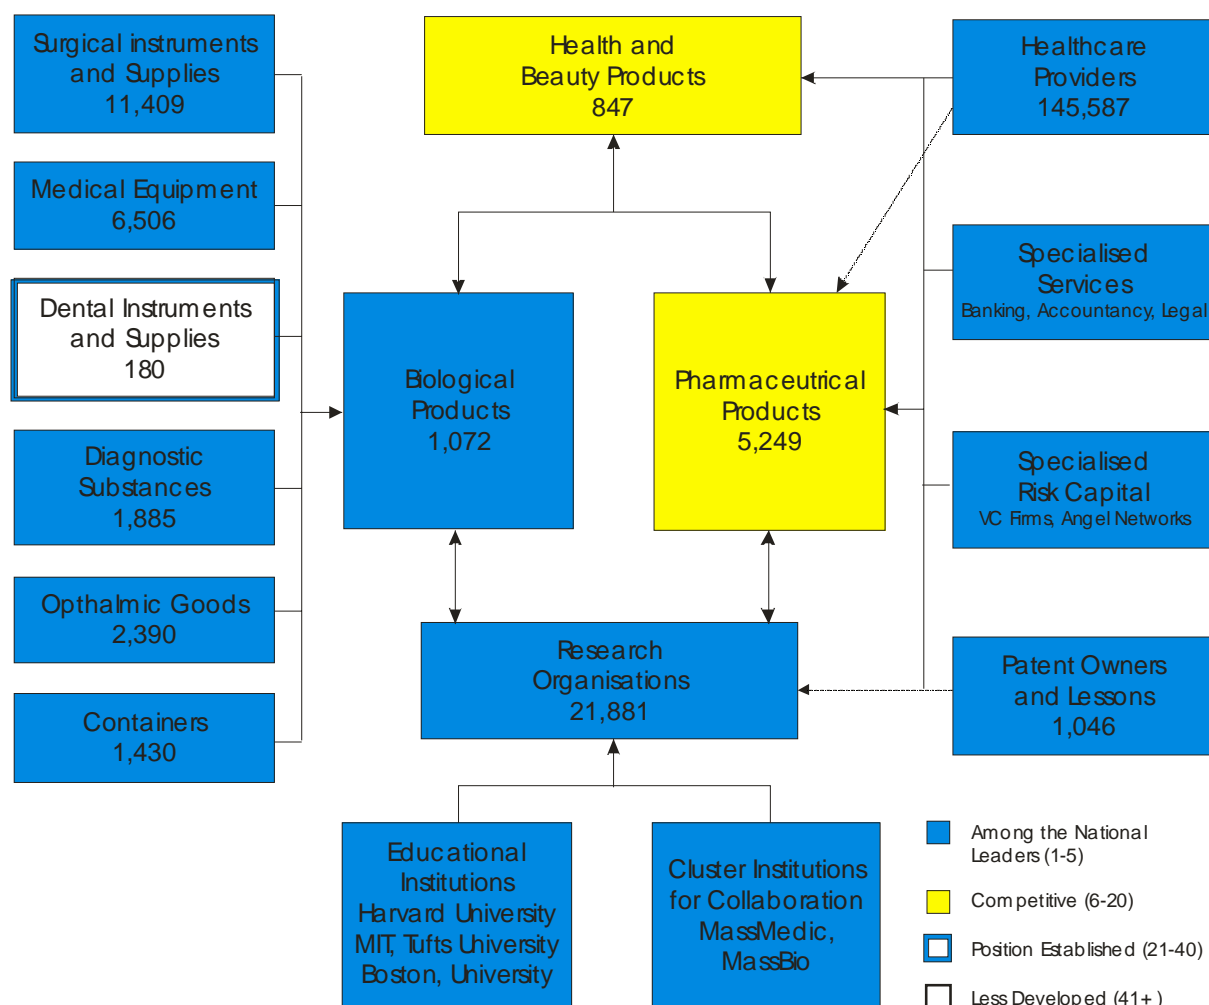 Surgical instruments
and Supplies
11,409
Medical Equipment
6,506
Dental Instruments
and Supplies
180
Diagnostic
Substances
1,885
Opthalmic Goods
2,390
Containers
1,430
Health and
Beauty Products
847
Biological
Products
1,072
Pharmaceutrical
Products
5,249
Research
Organisations
21,881
Educational
Institutions
Harvard University
MIT, Tufts University
Boston, University
Cluster Institutions
for Collaboration
MassMedic,
MassBio
Healthcare
Providers
145,587
Specialised
Services
Banking, Accountancy, Legal
Specialised
Risk Capital
VC Firms, Angel Networks
Patent Owners
and Lessons
1,046
Among the National
Leaders (1-5)
Competitive (6-20)
Position Established (21-40)
Less Developed (41+ )